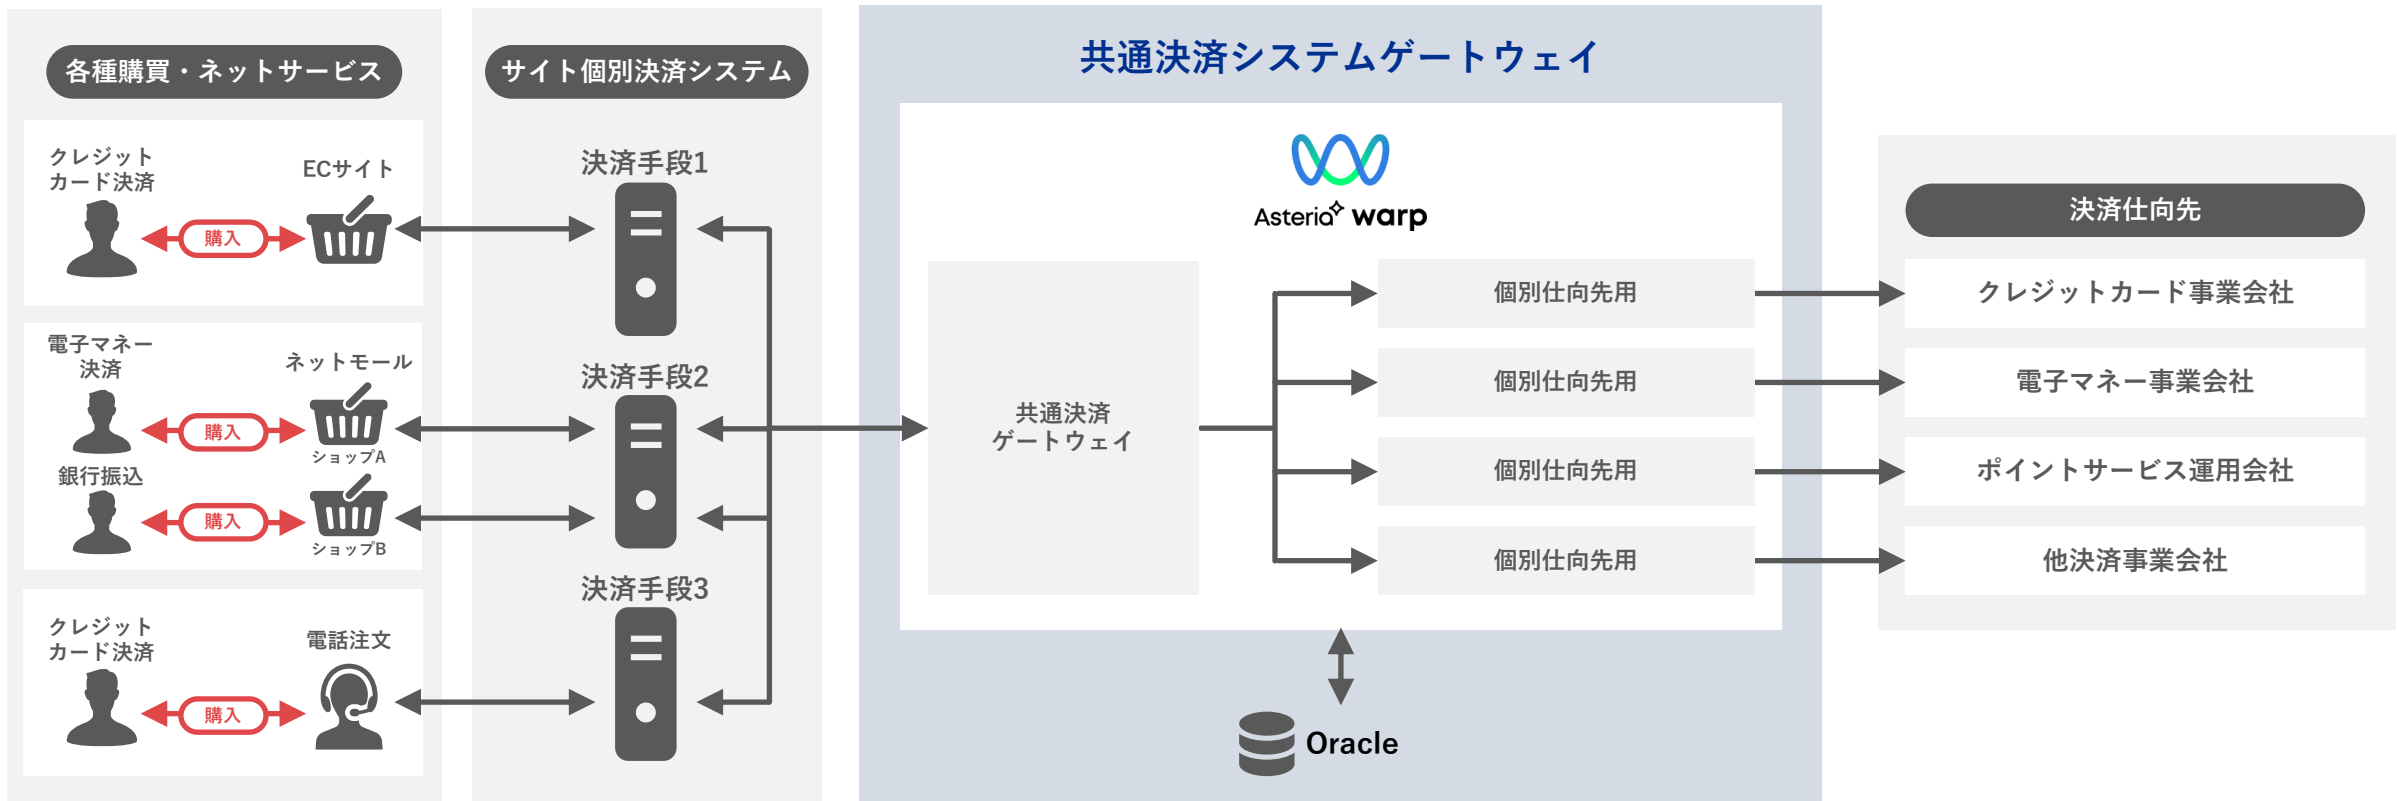 各種購買・ネットサービス
クレジット
カード決済
ECサイト
購入
電子マネー
決済
ネットモール
購入
ショップA
銀行振込
購入
ショップB
クレジット
カード決済
電話注文
購入
サイト個別決済システム
決済手段1
決済手段2
決済手段3
共通決済システムゲートウェイ
Asteria warp
共通決済
ゲートウェイ
個別仕向先用
個別仕向先用
個別仕向先用
個別仕向先用
Oracle
決済仕向先
クレジットカード事業会社
電子マネー事業会社
ポイントサービス運用会社
他決済事業会社